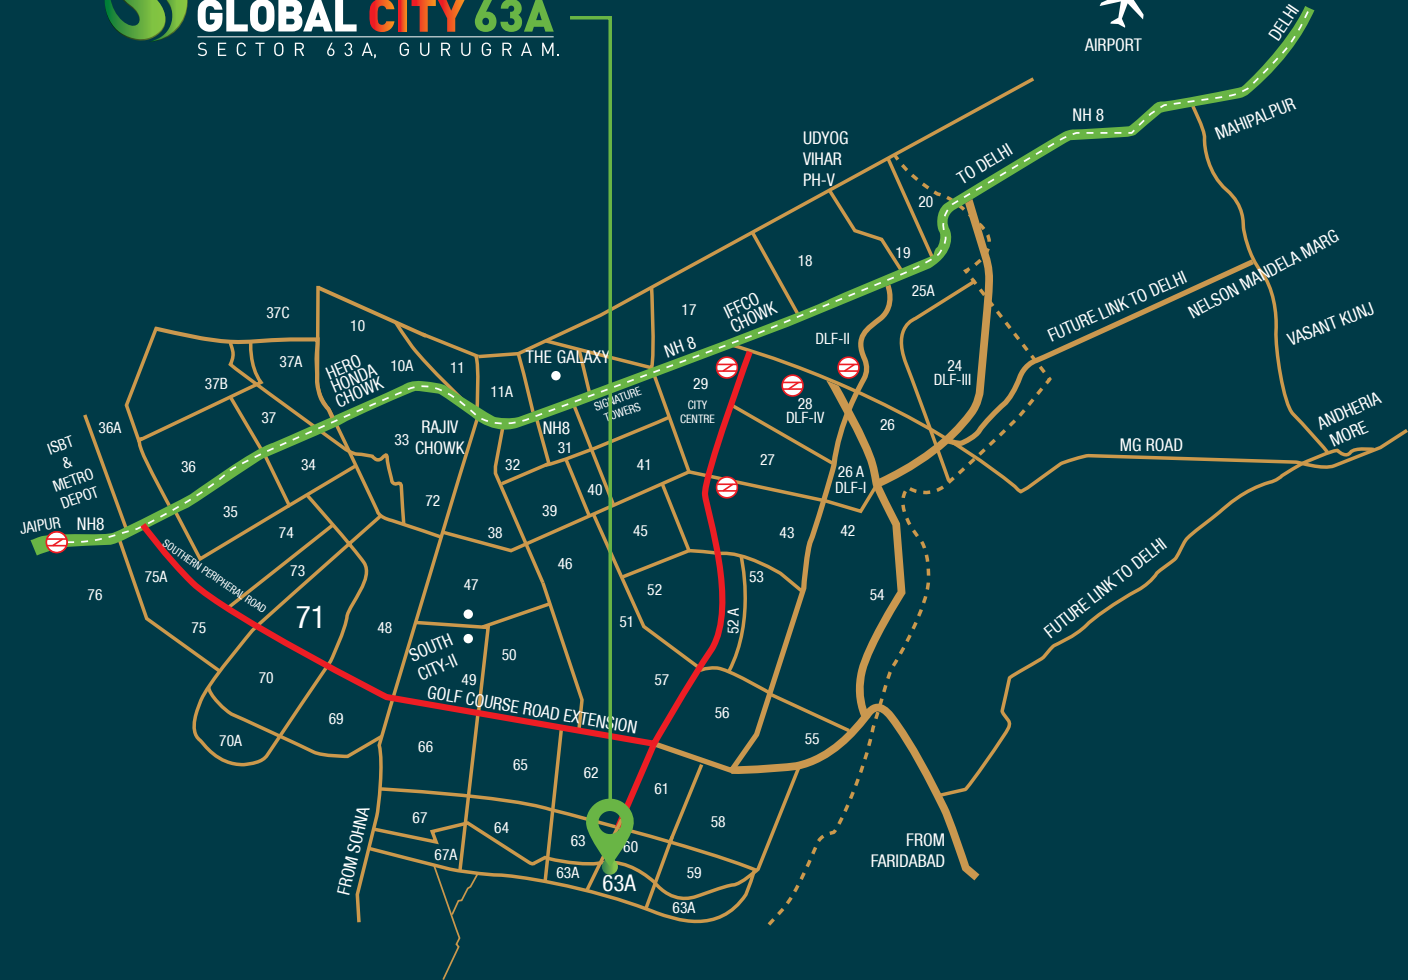 GLOBAL CITY 63A
SECTOR 63A, GURUGRAM.
AIRPORT
DELHI
NH 8
MAHIPALPUR
UDYOG
VIHAR
PH-V
TO DELHI
20
19
18
25A
NELSON MANDELA MARG
FUTURE LINK TO DELHI
VASANT KUNJ
37C
10
17
IFFCO
CHOWK
DLF-II
NH 8
37A
HERO
HONDA
CHOWK
10A
11
THE GALAXY
11A
37B
29
24
DLF-III
SIGNATURE
TOWERS
CITY
CENTRE
28
DLF-IV
26
ANDHERIA
MORE
36A
37
33
RAJIV
CHOWK
NH8
31
MG ROAD
ISBT
&
METRO
DEPOT
36
34
32
41
27
26 A
DLF-I
40
72
35
39
JAIPUR
NH8
74
38
45
43
42
SOUTHERN PERIPHERAL ROAD
75A
73
46
47
52
53
54
76
FUTURE LINK TO DELHI
71
75
48
51
52 A
SOUTH
CITY-II
50
49
70
57
GOLF COURSE ROAD EXTENSION
69
56
70A
66
55
65
62
61
67
64
58
63
60
67A
FROM SOHNA
63A
63A
59
63A
FROM
FARIDABAD